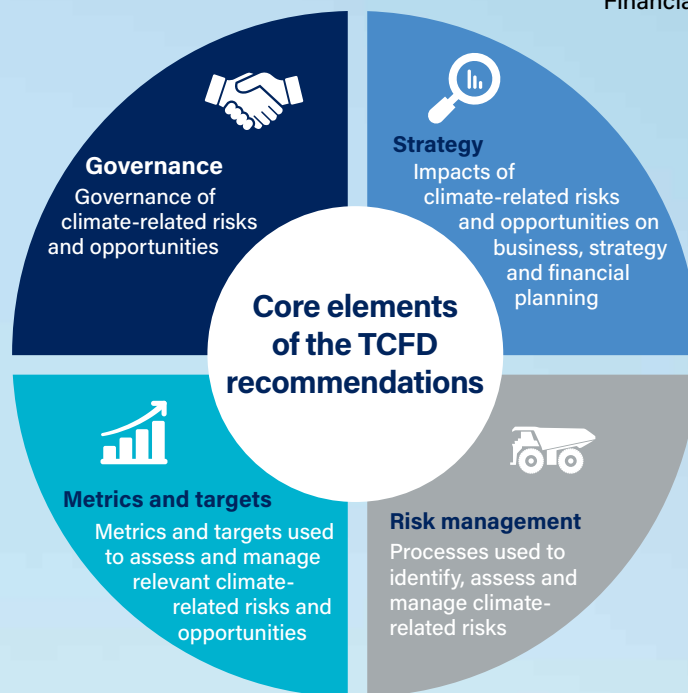 Financia
Governance
Governance of
climate-related risks
and opportunities
Strategy
Impacts of
climate-related risks
and opportunities on
business, strategy
and financial
planning
Core elements
of the TCFD
recommendations
Metrics and targets
Metrics and targets used
to assess and manage
relevant climate-
related risks and
opportunities
Risk management
Processes used to
identify, assess and
manage climate-
related risks